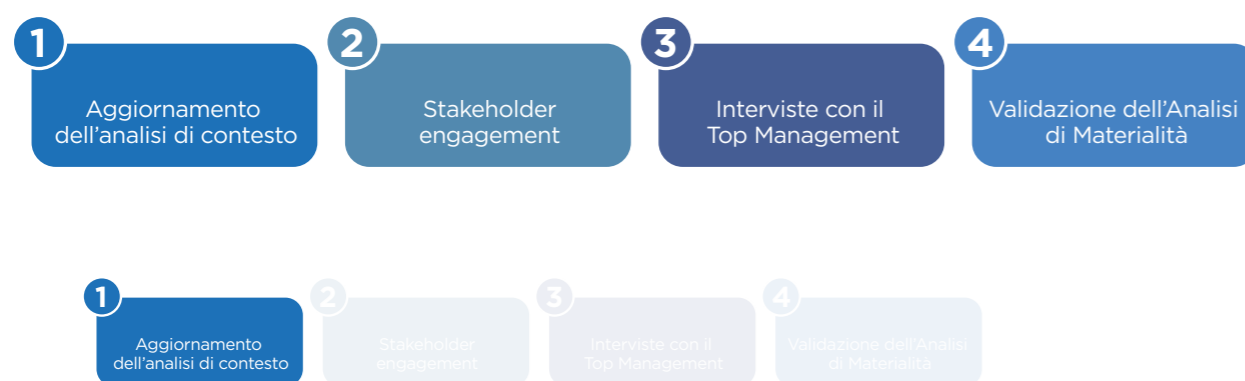 1
Aggiornamento
dell'analisi di contesto
2
Stakeholder
engagement
3
Interviste con il
Top Management
4
Validazione dell'Analisi
di Materialità
1
Aggiornamento
dell'analisi di contesto
2
Stakeholder
engagement
3
Interviste con il
Top Management
4
Validazione dell'Analisi
di Materialità